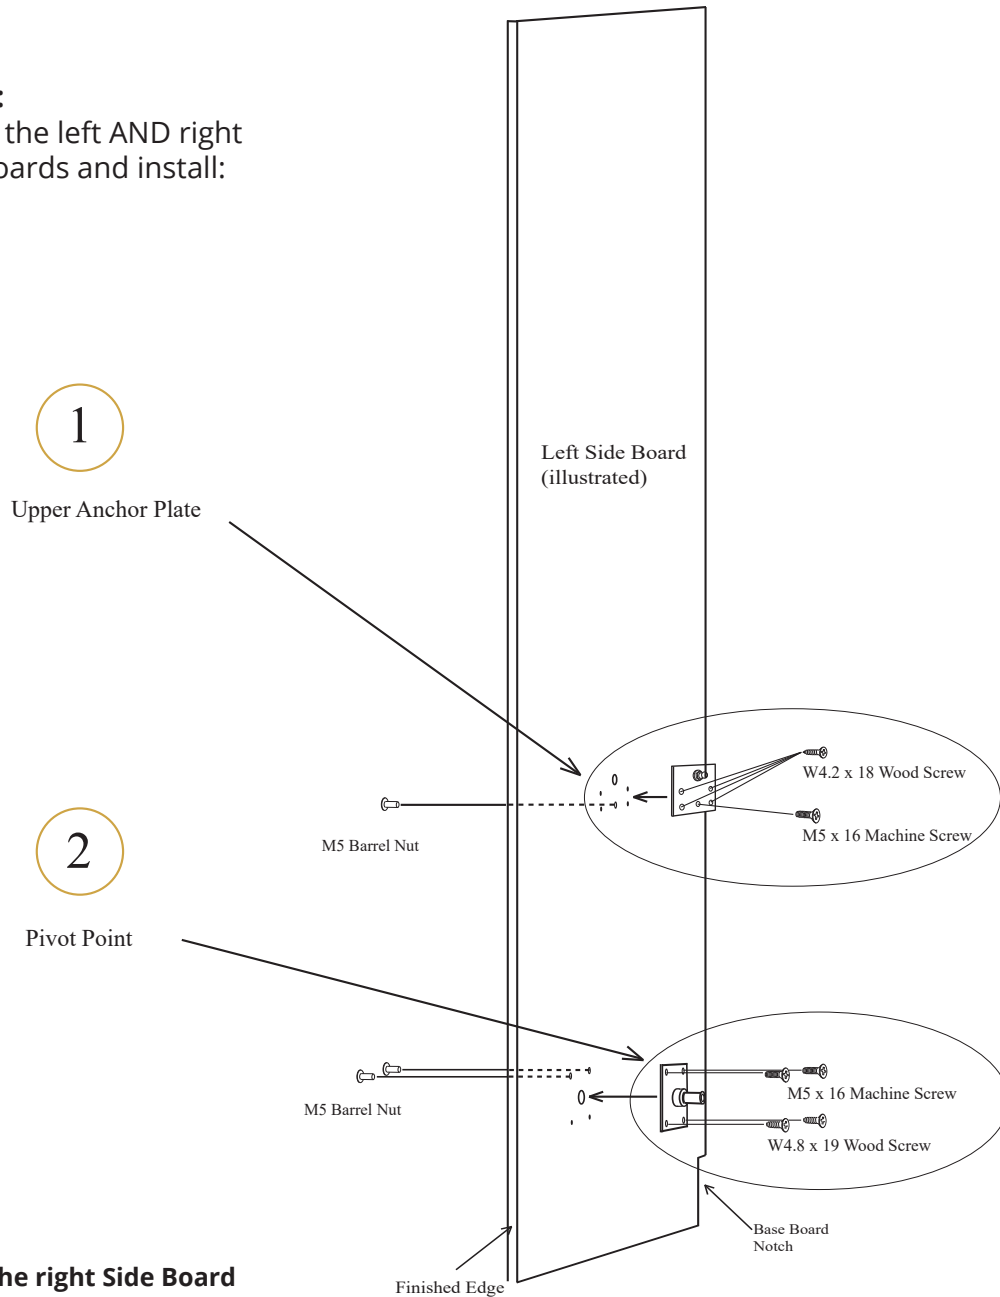 :
the left AND right
oards and install:
Left Side Board
(illustrated)
1
Upper Anchor Plate
W4.2 x 18 Wood Screw
M5 x 16 Machine Screw
M5 Barrel Nut
2
Pivot Point
M5 x 16 Machine Screw
M5 Barrel Nut
W4.8 x 19 Wood Screw
Base Board
Notch
he right Side Board
Finished Edge